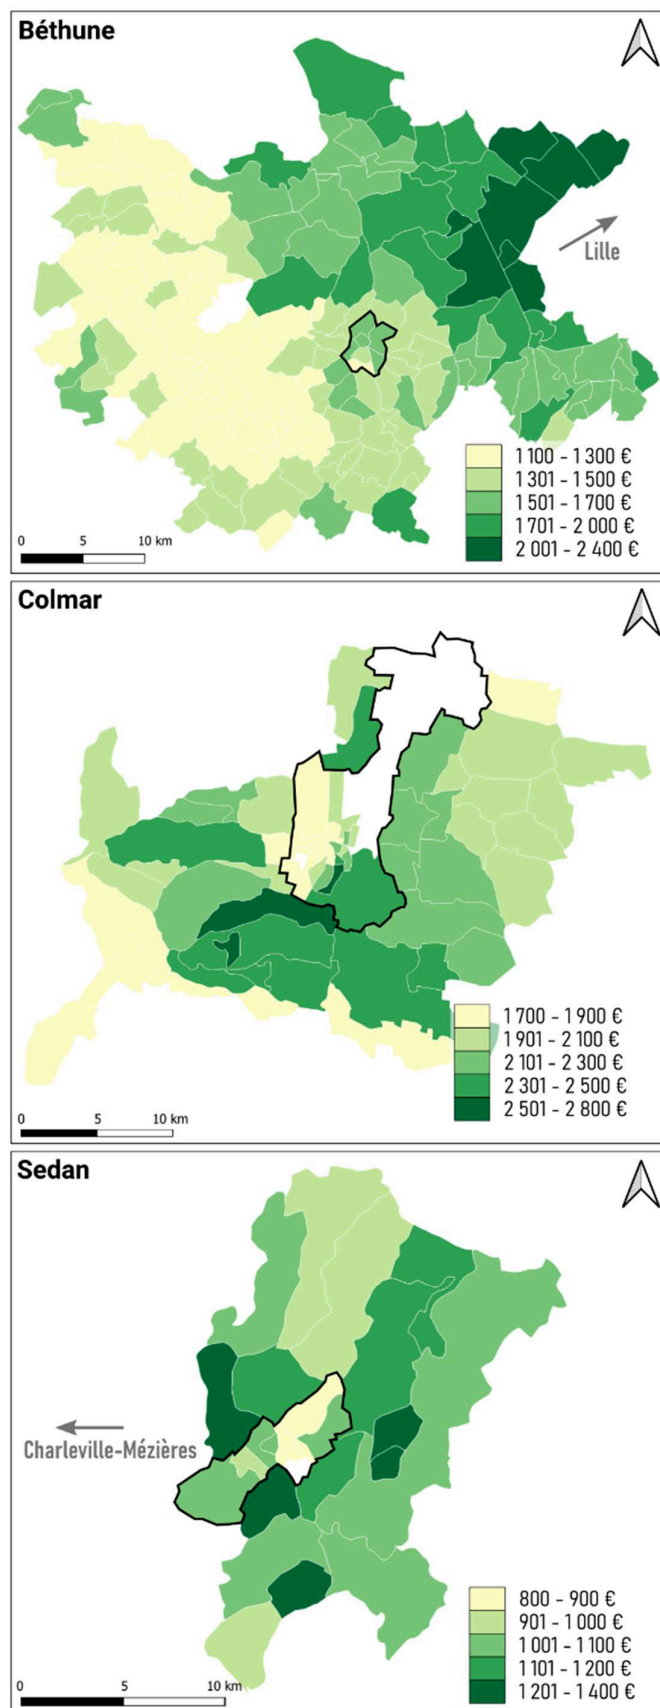 Béthune
Lille
1 100 - 1 300 €
1 301 - 1 500 €
1 501 - 1 700 €
1 701 - 2 000 €
2 001 - 2 400 €
0 5 10 km
Colmar
1 700 - 1 900 €
1 901 - 2 100 €
2 101 - 2 300 €
2 301 - 2 500 €
2 501 - 2 800 €
0 5 10 km
Sedan
Charleville-Mézières
800 - 900 €
901 - 1 000 €
1 001 - 1 100 €
1 101 - 1 200 €
1 201 - 1 400 €
0 5 10 km